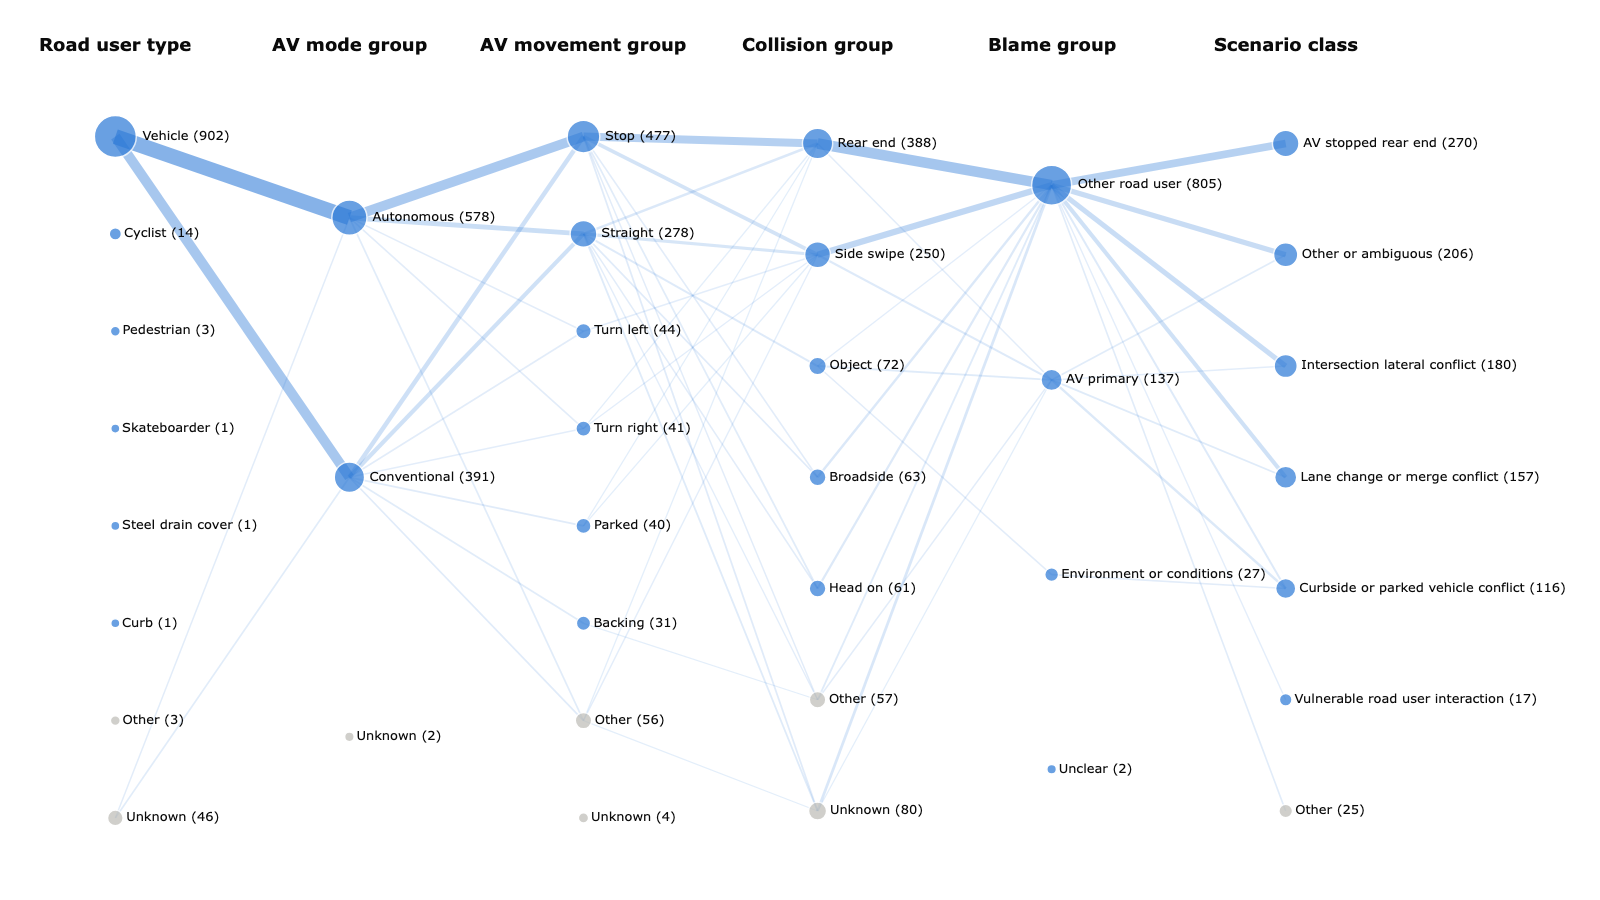 Road user type
AV mode group
AV movement group
Collision group
Blame group
Scenario class
Vehicle (902)
Cyclist (14)
Pedestrian (3)
Skateboarder (1)
Steel drain cover (1)
Curb (1)
Other (3)
Unknown (46)
Autonomous (578)
Conventional (391)
Unknown (2)
Stop (477)
Straight (278)
Turn left (44)
Turn right (41)
Parked (40)
Backing (31)
Other (56)
Unknown (4)
Rear end (388)
Side swipe (250)
Object (72)
Broadside (63)
Head on (61)
Other (57)
Unknown (80)
Other road user (805)
AV primary (137)
Environment or conditions (27)
Unclear (2)
AV stopped rear end (270)
Other or ambiguous (206)
Intersection lateral conflict (180)
Lane change or merge conflict (157)
Curbside or parked vehicle conflict (116)
Vulnerable road user interaction (17)
Other (25)